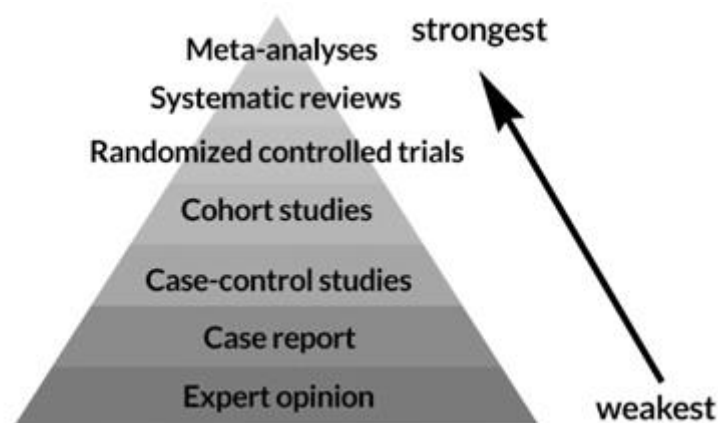 strongest
Meta-analyses
Systematic reviews
Randomized controlled trials
Cohort studies
Case-control studies
Case report
Expert opinion
weakest